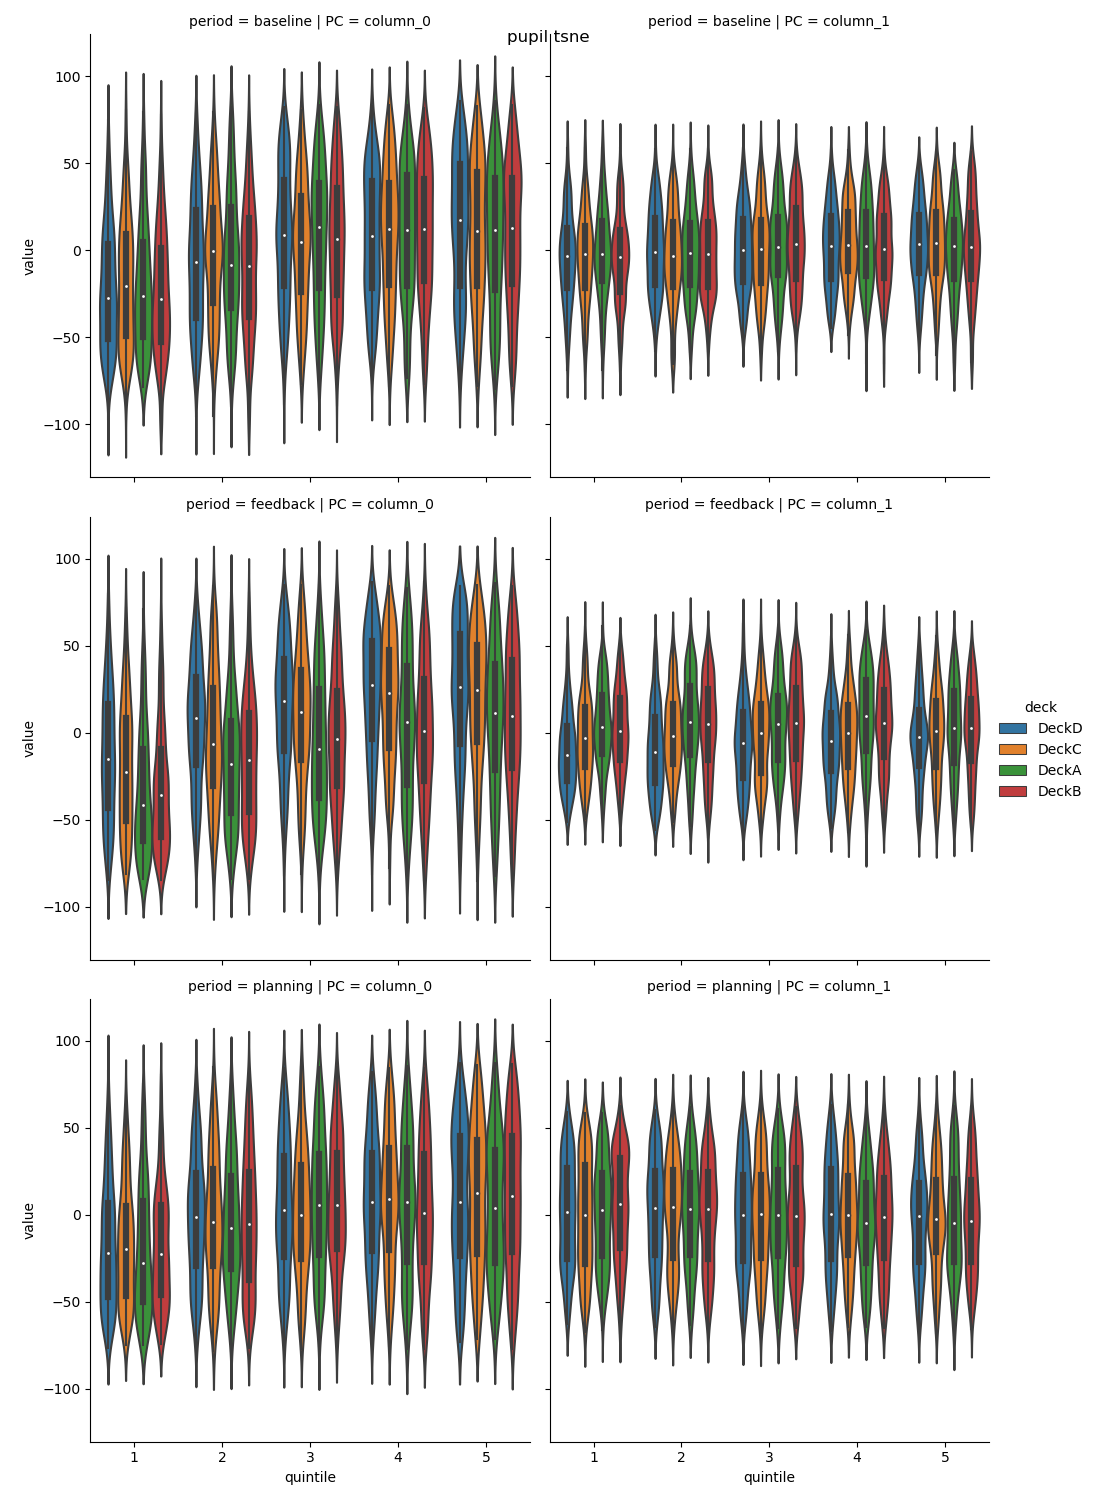 period = baseline | PC = column_0
period = baseline | PC = column_1
pupil tsne
100
50
0
−50
−100
value
period = feedback | PC = column_0
period = feedback | PC = column_1
100
50
0
−50
−100
value
deck
DeckD
DeckC
DeckA
DeckB
period = planning | PC = column_0
period = planning | PC = column_1
100
50
0
−50
−100
value
1 2 3 4 5
1 2 3 4 5
quintile
quintile